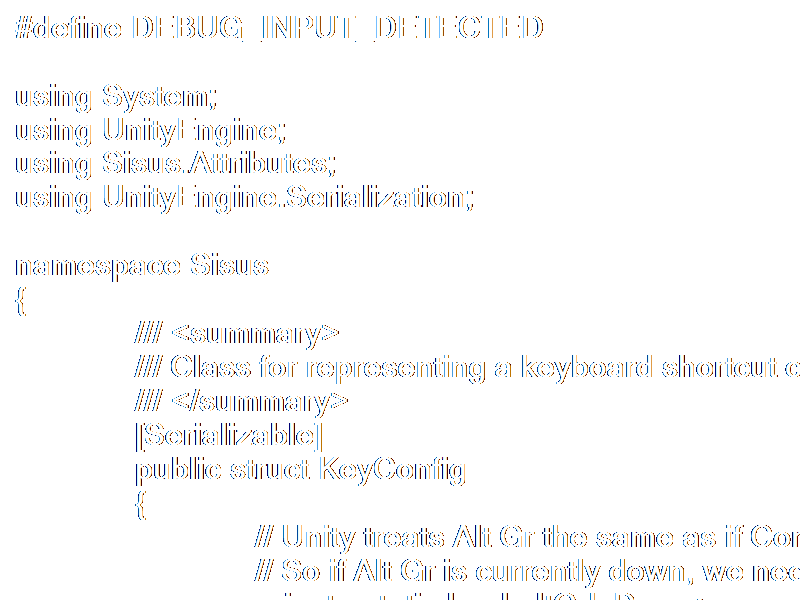 #define DEBUG_INPUT_DETECTED

using System;
using UnityEngine;
using Sisus.Attributes;
using UnityEngine.Serialization;

namespace Sisus
{
/// <summary>
/// Class for representing a keyboard shortcut
/// </summary>
[Serializable]
public struct KeyConfig
{
// Unity treats Alt Gr the same as if
// So if Alt Gr is currently down, we